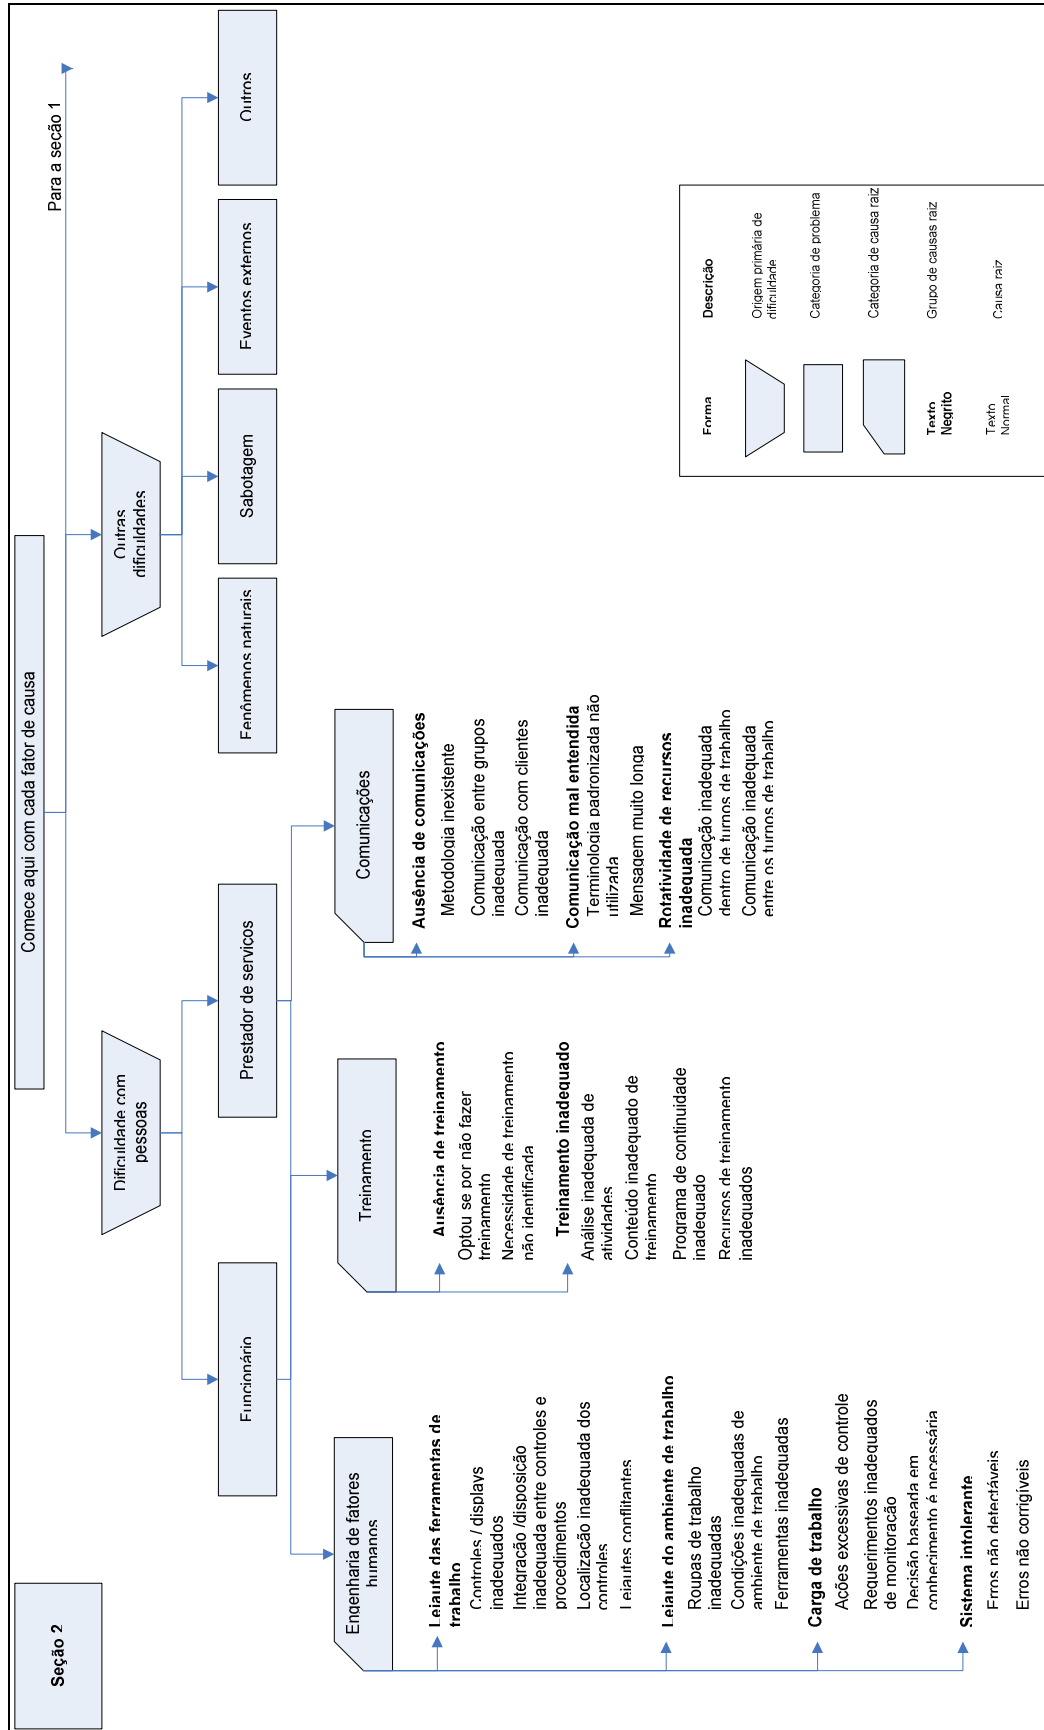 Seção 2
Comece aqui com cada fator de causa
Para a seção 1
Dificuldade com
pessoas
Outras
dificuldades
Funcionário
Prestador de serviços
Fenômenos naturais
Sabotagem
Eventos externos
Outros
Engenharia de fatores
humanos
Treinamento
Comunicações
Leiaute das ferramentas de
trabalho
Controles / displays
inadequados
Integração /disposição
inadequada entre controles e
procedimentos
Localização inadequada dos
controles
Leiautes conflitantes
Leiaute do ambiente de trabalho
Roupas de trabalho
inadequadas
Condições inadequadas de
ambiente de trabalho
Ferramentas inadequadas
Carga de trabalho
Ações excessivas de controle
Requerimentos inadequados
de monitoração
Decisão baseada em
conhecimento é necessária
Sistema intolerante
Erros não detectáveis
Erros não corrigíveis
Ausência de treinamento
Optou se por não fazer
treinamento
Necessidade de treinamento
não identificada
Treinamento inadequado
Análise inadequada de
atividades
Conteúdo inadequado de
treinamento
Programa de continuidade
inadequado
Recursos de treinamento
inadequados
Ausência de comunicações
Metodologia inexistente
Comunicação entre grupos
inadequada
Comunicação com clientes
inadequada
Comunicação mal entendida
Terminologia padronizada não
utilizada
Mensagem muito longa
Rotatividade de recursos
inadequada
Comunicação inadequada
dentro de turnos de trabalho
Comunicação inadequada
entre os turnos de trabalho
Forma
Descrição
Origem primária de
dificuldade
Categoria de problema
Categoria de causa raiz
Texto
Negrito
Grupo de causas raiz
Texto
Normal
Causa raiz